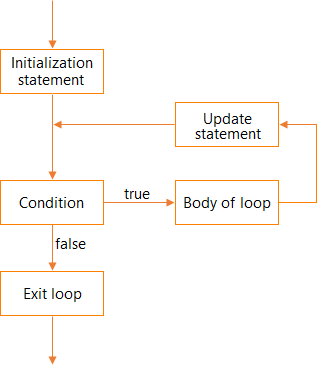 Initialization
statement
Update
statement
Condition
true
Body of loop
false
Exit loop